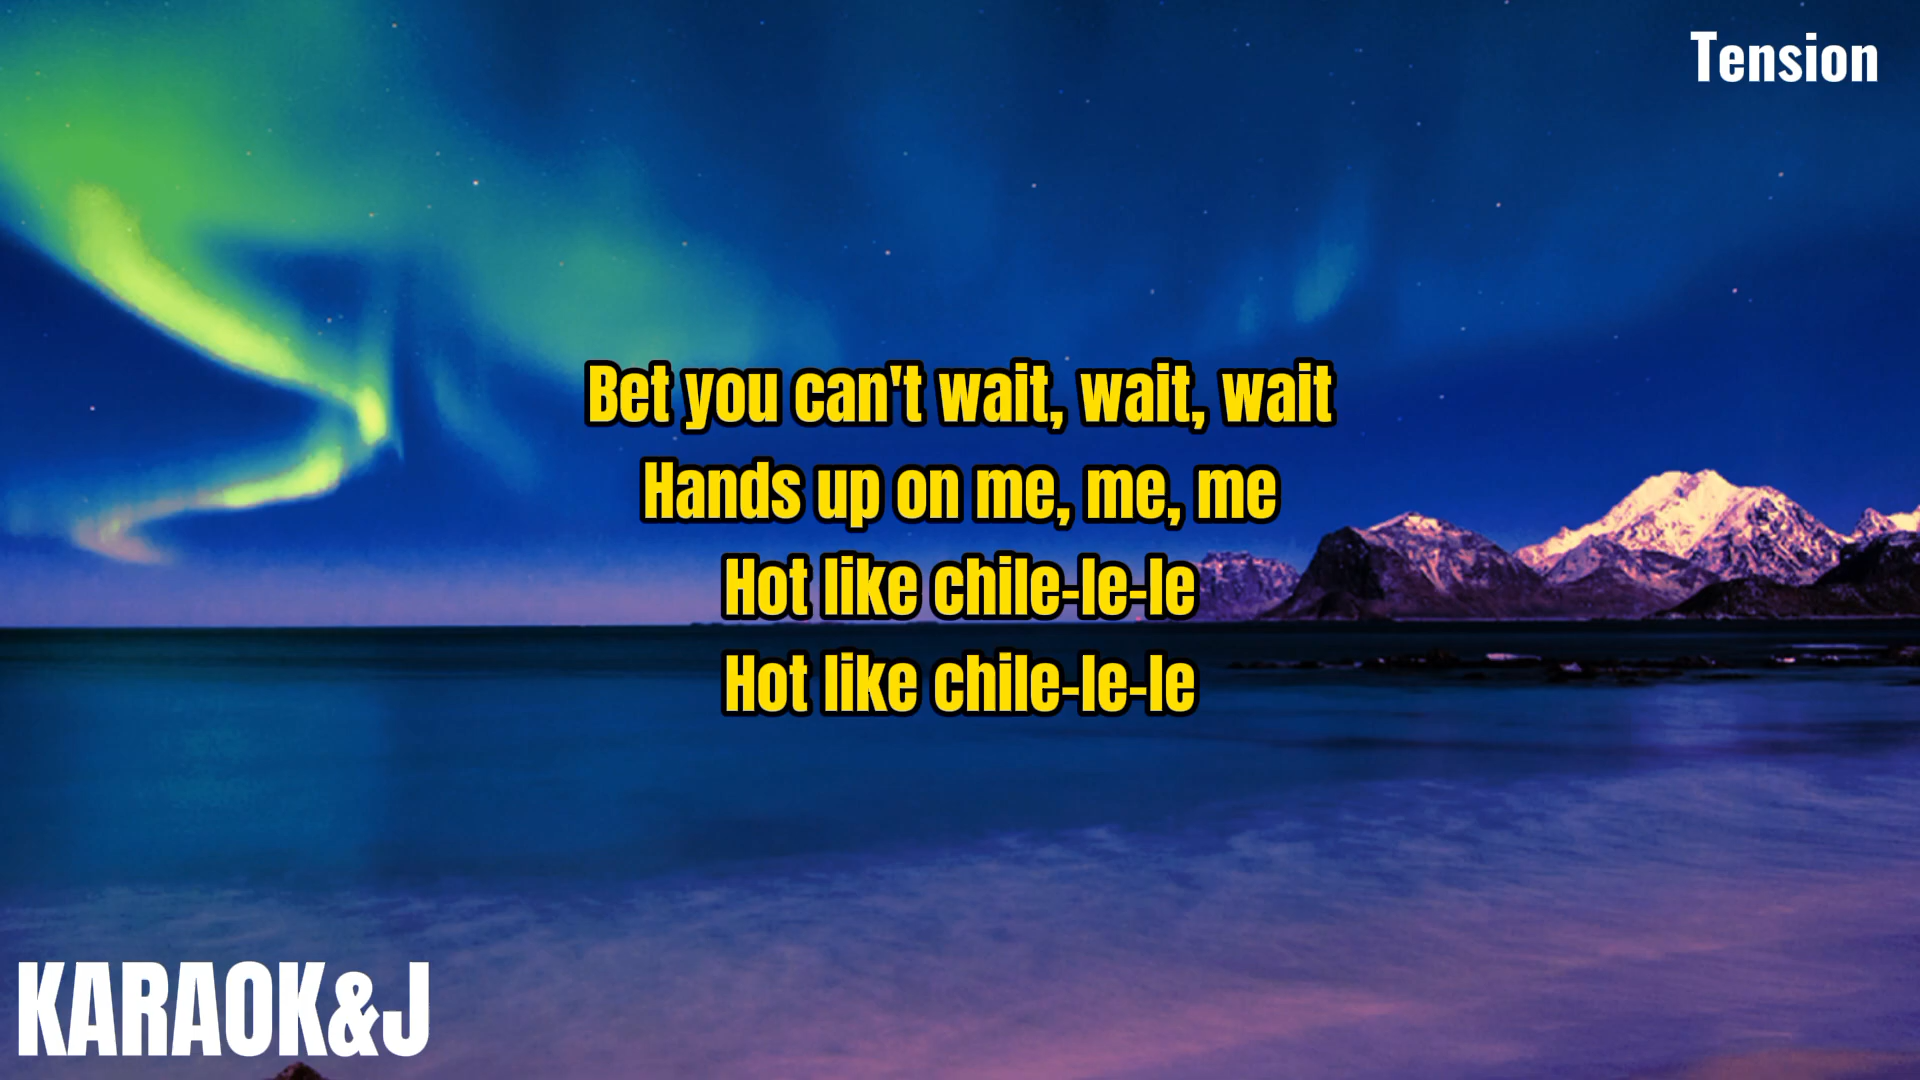 Tension
Bet you can't wait, wait, wait
Hands up on me, me, me
Hot like chile-le-le
Hot like chile-le-le
KARAOK&J